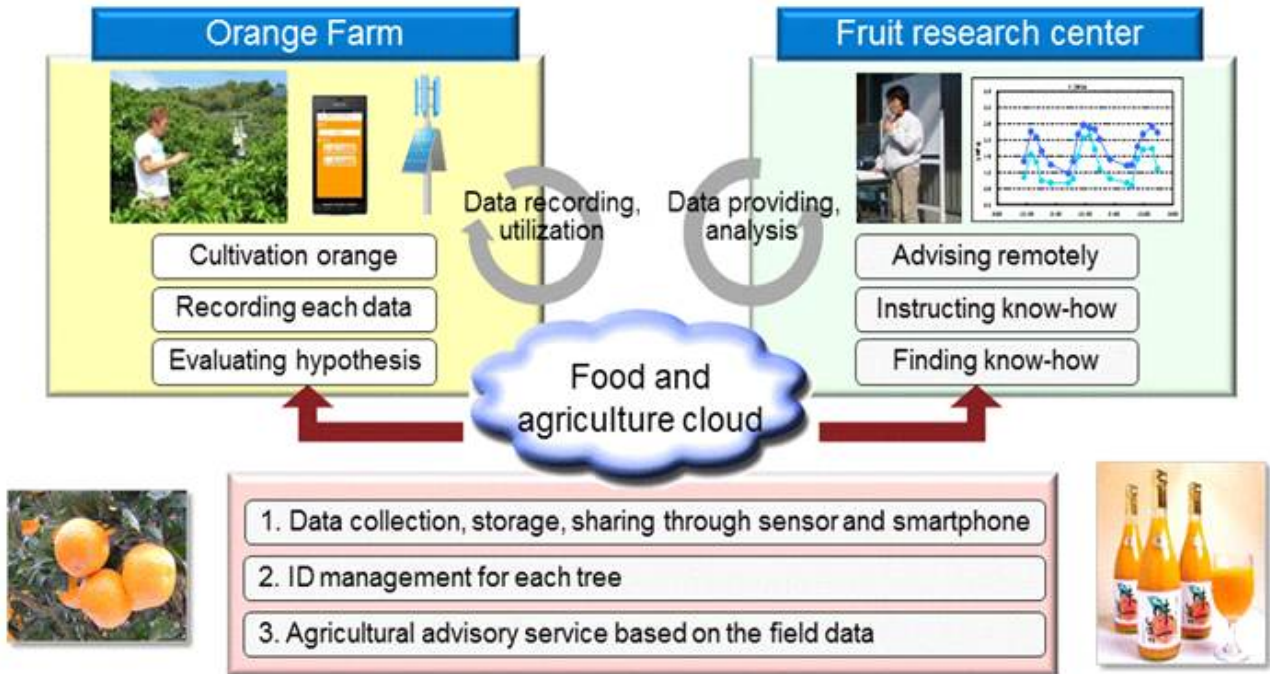 Orange Farm
Fruit research center
Data recording,
utilization
Data providing,
analysis
Cultivation orange
Recording each data
Evaluating hypothesis
Advising remotely
Instructing know-how
Finding know-how
Food and
agriculture cloud
1. Data collection, storage, sharing through sensor and smartphone
2. ID management for each tree
3. Agricultural advisory service based on the field data